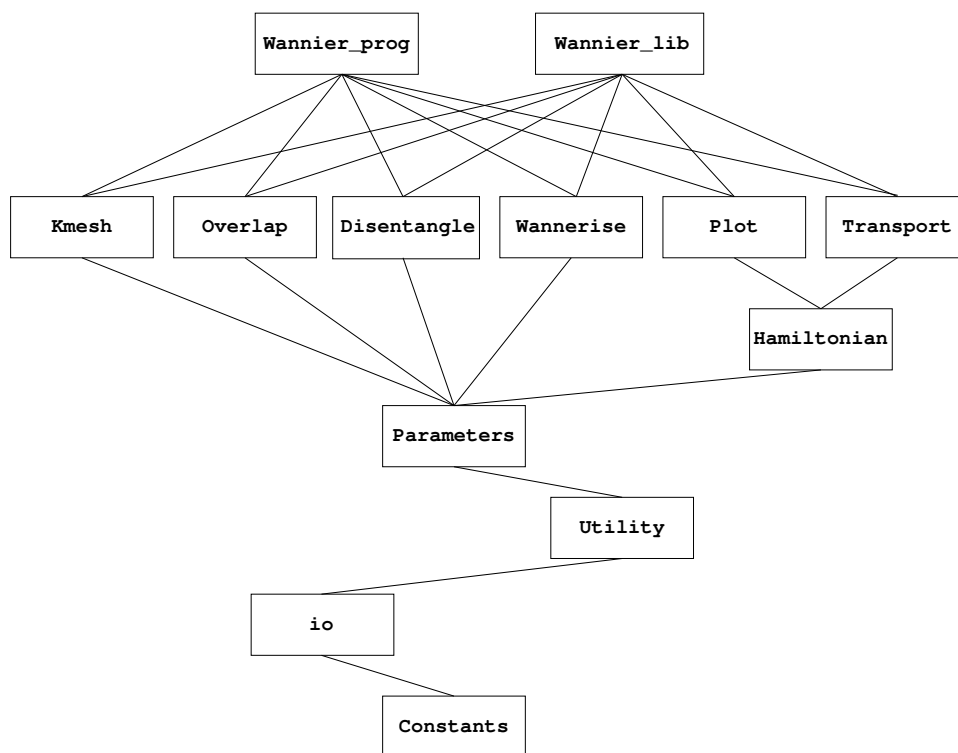 Wannier_prog
Wannier_lib
Kmesh
Overlap
Disentangle
Wannerise
Plot
Transport
Hamiltonian
Parameters
Utility
io
Constants